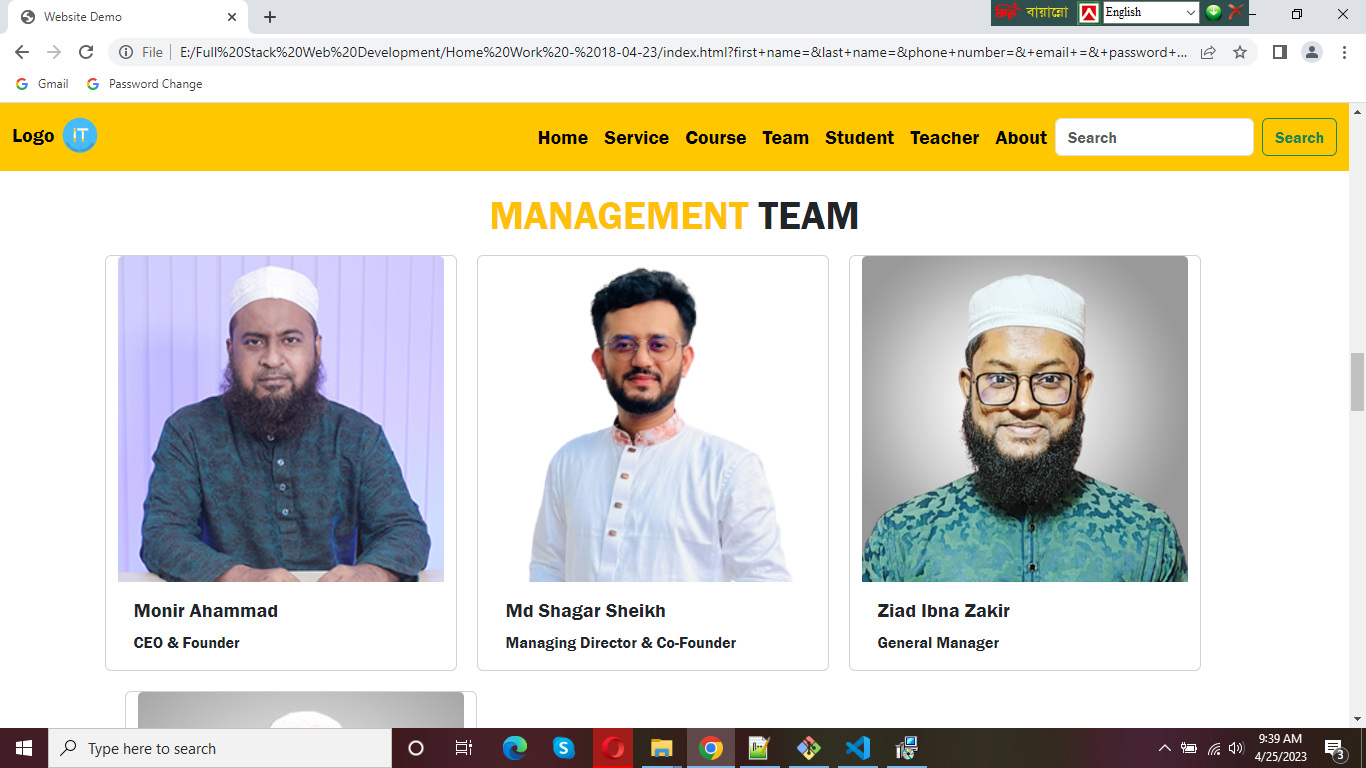 Website Demo
বায়ান্নো
English
File
E:/Full%20Stack%20Web%20Development/Home%20Work%20-%2018-04-23/index.html?first+name=&last+name=&phone+number=&+email+=&+password+...
Gmail
Password Change
Logo iT
Home Service Course Team Student Teacher About Search Search
MANAGEMENT TEAM
Monir Ahammad
CEO & Founder
Md Shagar Sheikh
Managing Director & Co-Founder
Ziad Ibna Zakir
General Manager
Type here to search
9:39 AM
4/25/2023
3